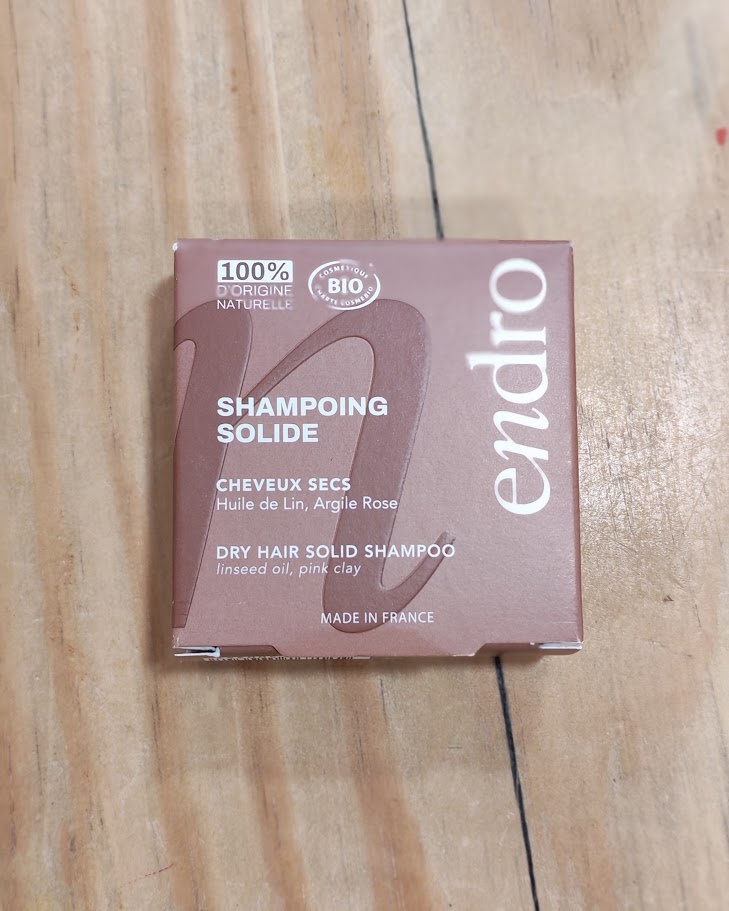 100%
D'ORIGINE
NATURELLE
COSMÉTIQUE
BIO
CHARTE COSMEBIO
endro
SHAMPOING
SOLIDE
CHEVEUX SECS
Huile de Lin, Argile Rose
DRY HAIR SOLID SHAMPOO
linseed oil, pink clay
MADE IN FRANCE